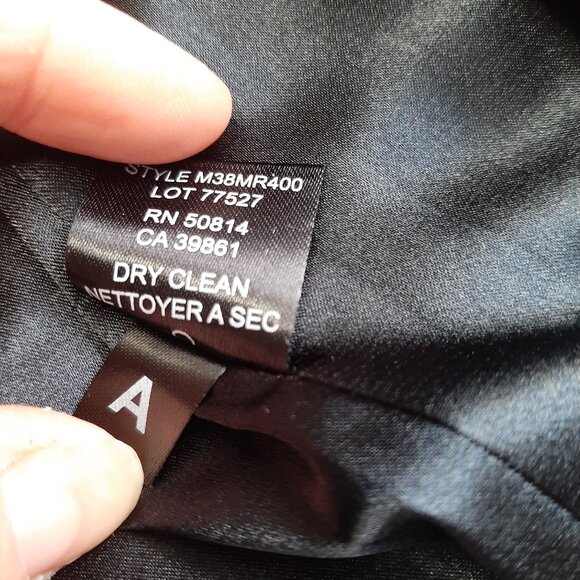 STYLE M38MR400
LOT 77527
RN 50814
CA 39861
DRY CLEAN
NETTOYER A SEC
A